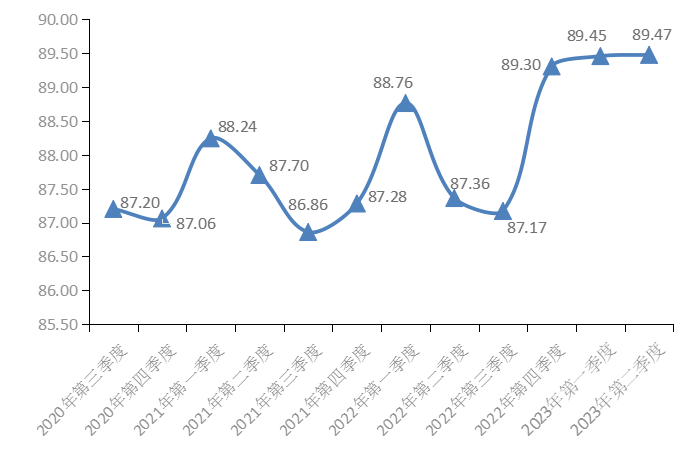 90.00
89.50
89.00
88.50
88.00
87.50
87.00
86.50
86.00
85.50
87.20
87.06
88.24
87.70
86.86
87.28
88.76
87.36
87.17
89.30
89.45
89.47
2020年第三季度
2020年第四季度
2021年第一季度
2021年第二季度
2021年第三季度
2021年第四季度
2022年第一季度
2022年第二季度
2022年第三季度
2022年第四季度
2023年第一季度
2023年第二季度